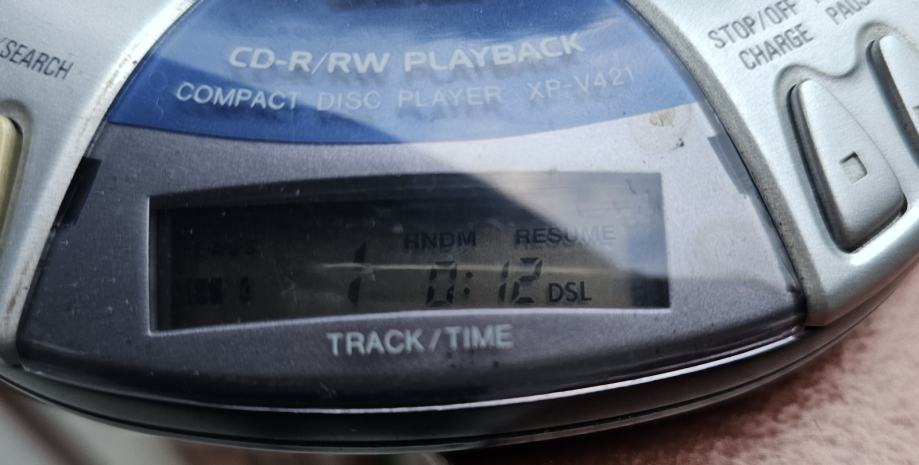 /SEARCH
CD-R/RW PLAYBACK
COMPACT DISC PLAYER XP-V421
STOP/OFF
CHARGE
RNDM RESUME
1 0:12 DSL
TRACK/TIME